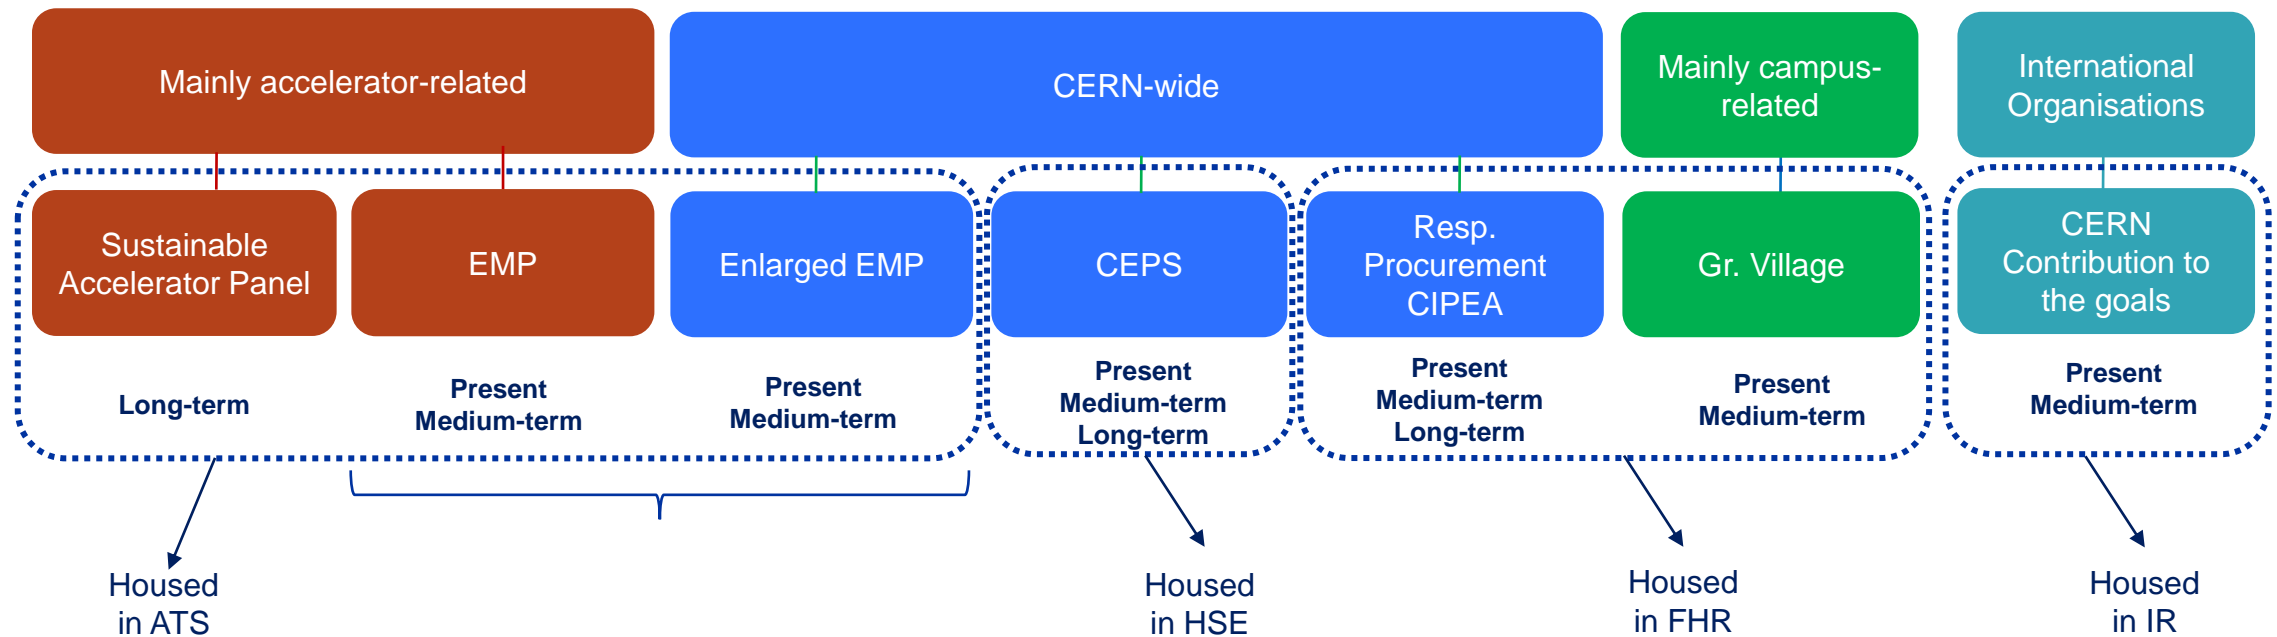 Mainly accelerator-related
CERN-wide
Mainly campus-
related
International
Organisations
Sustainable
Accelerator Panel
EMP
Enlarged EMP
CEPS
Resp.
Procurement
CIPEA
Gr. Village
CERN
Contribution to
the goals
Long-term
Present
Medium-term
Present
Medium-term
Present
Medium-term
Long-term
Present
Medium-term
Long-term
Present
Medium-term
Present
Medium-term
Housed
in ATS
Housed
in HSE
Housed
in FHR
Housed
in IR